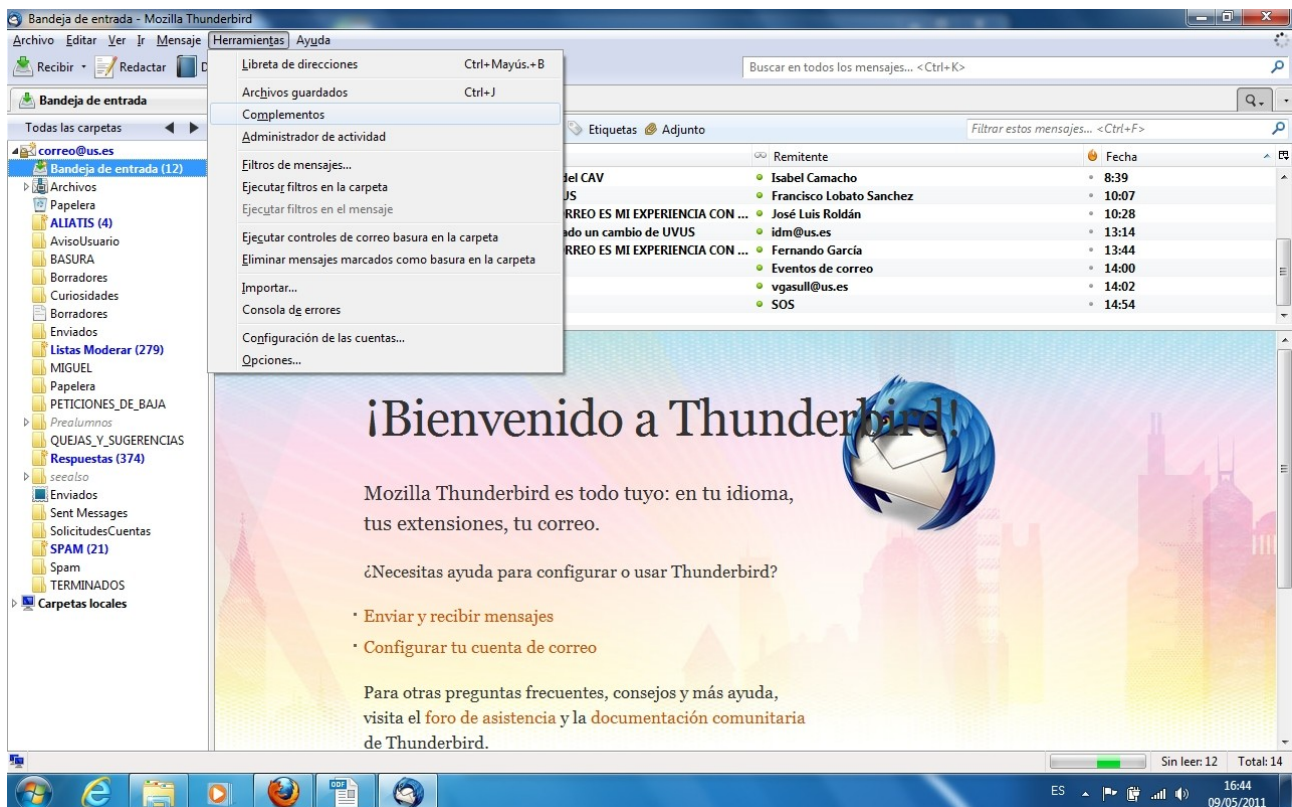 Bandeja de entrada - Mozilla Thunderbird
Archivo Editar Ver Ir Mensaje Herramientas Ayuda
Recibir Redactar D
Buscar en todos los mensajes... <Ctrl+K>
Libreta de direcciones Ctrl+Mayús.+B
Archivos guardados Ctrl+J
Complementos
Administrador de actividad
Filtros de mensajes...
Ejecutar filtros en la carpeta
Ejecutar filtros en el mensaje
Ejecutar controles de correo basura en la carpeta
Eliminar mensajes marcados como basura en la carpeta
Importar...
Consola de errores
Configuración de las cuentas...
Opciones...
Bandeja de entrada
Todas las carpetas
correo@us.es
Bandeja de entrada (12)
Archivos
Papelera
ALIATIS (4)
AvisoUsuario
BASURA
Borradores
Curiosidades
Borradores
Enviados
Listas Moderar (279)
MIGUEL
Papelera
PETICIONES_DE_BAJA
Prealumnos
QUEJAS_Y_SUGERENCIAS
Respuestas (374)
seealso
Enviados
Sent Messages
SolicitudesCuentas
SPAM (21)
Spam
TERMINADOS
Carpetas locales
Etiquetas Adjunto
Filtrar estos mensajes... <Ctrl+F>
Remitente Fecha
del CAV Isabel Camacho 8:39
US Francisco Lobato Sanchez 10:07
RREO ES MI EXPERIENCIA CON ... José Luis Roldán 10:28
ado un cambio de UVUS idm@us.es 13:14
RREO ES MI EXPERIENCIA CON ... Fernando García 13:44
Eventos de correo 14:00
vgasull@us.es 14:02
SOS 14:54
¡Bienvenido a Thunderbird!
Mozilla Thunderbird es todo tuyo: en tu idioma,
tus extensiones, tu correo.
¿Necesitas ayuda para configurar o usar Thunderbird?
Enviar y recibir mensajes
Configurar tu cuenta de correo
Para otras preguntas frecuentes, consejos y más ayuda,
visita el foro de asistencia y la documentación comunitaria
de Thunderbird.
Sin leer: 12 Total: 14
ODF
ES
16:44
09/05/2011